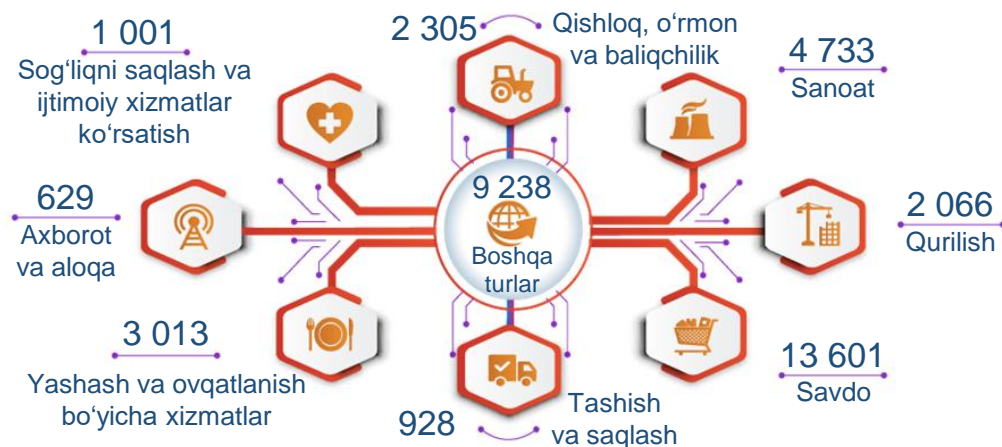 1 001
Sog‘liqni saqlash va
ijtimoiy xizmatlar
ko‘rsatish
2 305
Qishloq, o‘rmon
va baliqchilik
4 733
Sanoat
629
Axborot
va aloqa
9 238
Boshqa
turlar
2 066
Qurilish
3 013
Yashash va ovqatlanish
bo‘yicha xizmatlar
928
Tashish
va saqlash
13 601
Savdo